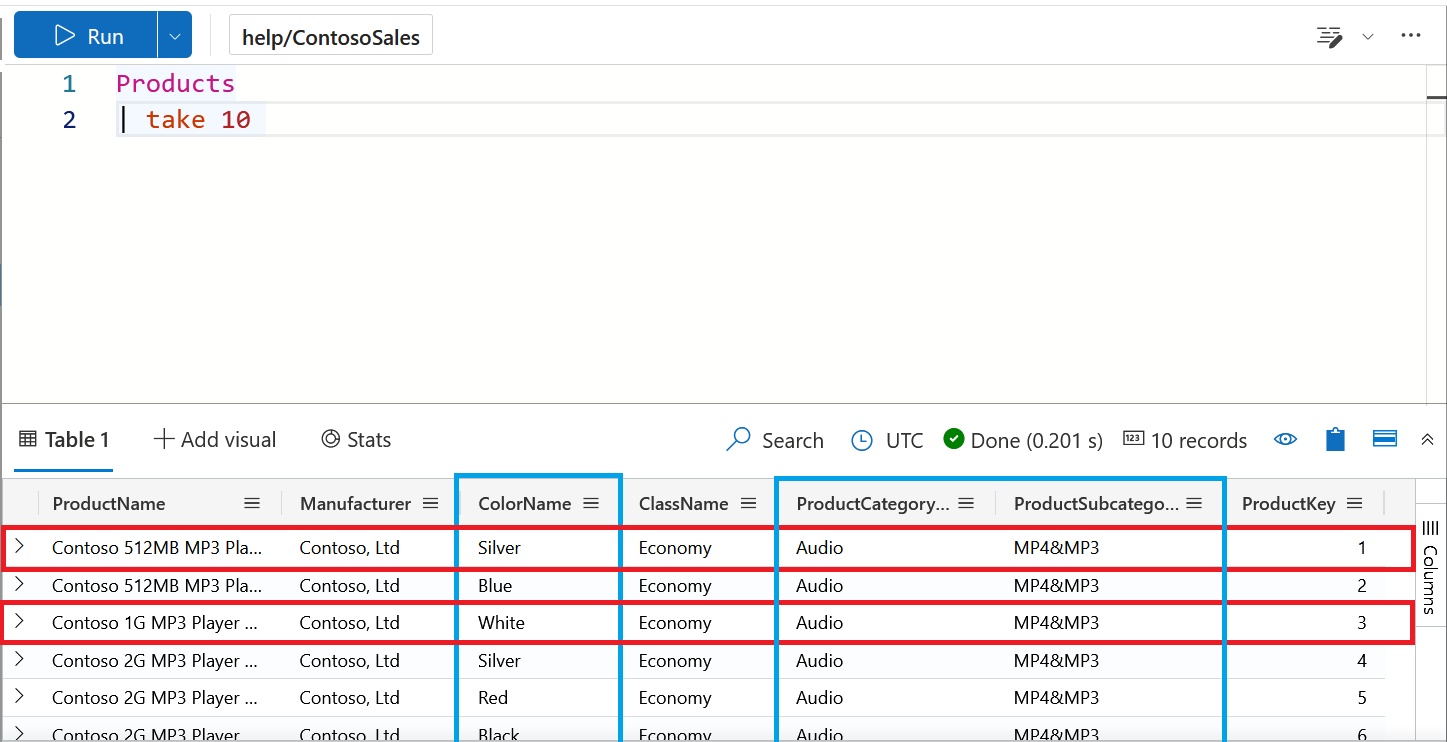 Run help/ContosoSales
1 Products
2 | take 10
Table 1 Add visual Stats Search UTC Done (0.201 s) 123 10 records
ProductName Manufacturer ColorName ClassName ProductCategory... ProductSubcatego... ProductKey
Contoso 512MB MP3 Pla... Contoso, Ltd Silver Economy Audio MP4&MP3 1
Contoso 512MB MP3 Pla... Contoso, Ltd Blue Economy Audio MP4&MP3 2
Contoso 1G MP3 Player ... Contoso, Ltd White Economy Audio MP4&MP3 3
Contoso 2G MP3 Player ... Contoso, Ltd Silver Economy Audio MP4&MP3 4
Contoso 2G MP3 Player ... Contoso, Ltd Red Economy Audio MP4&MP3 5
Contoso 2G MP3 Player ... Contoso, Ltd Black Economy Audio MP4&MP3 6
Columns